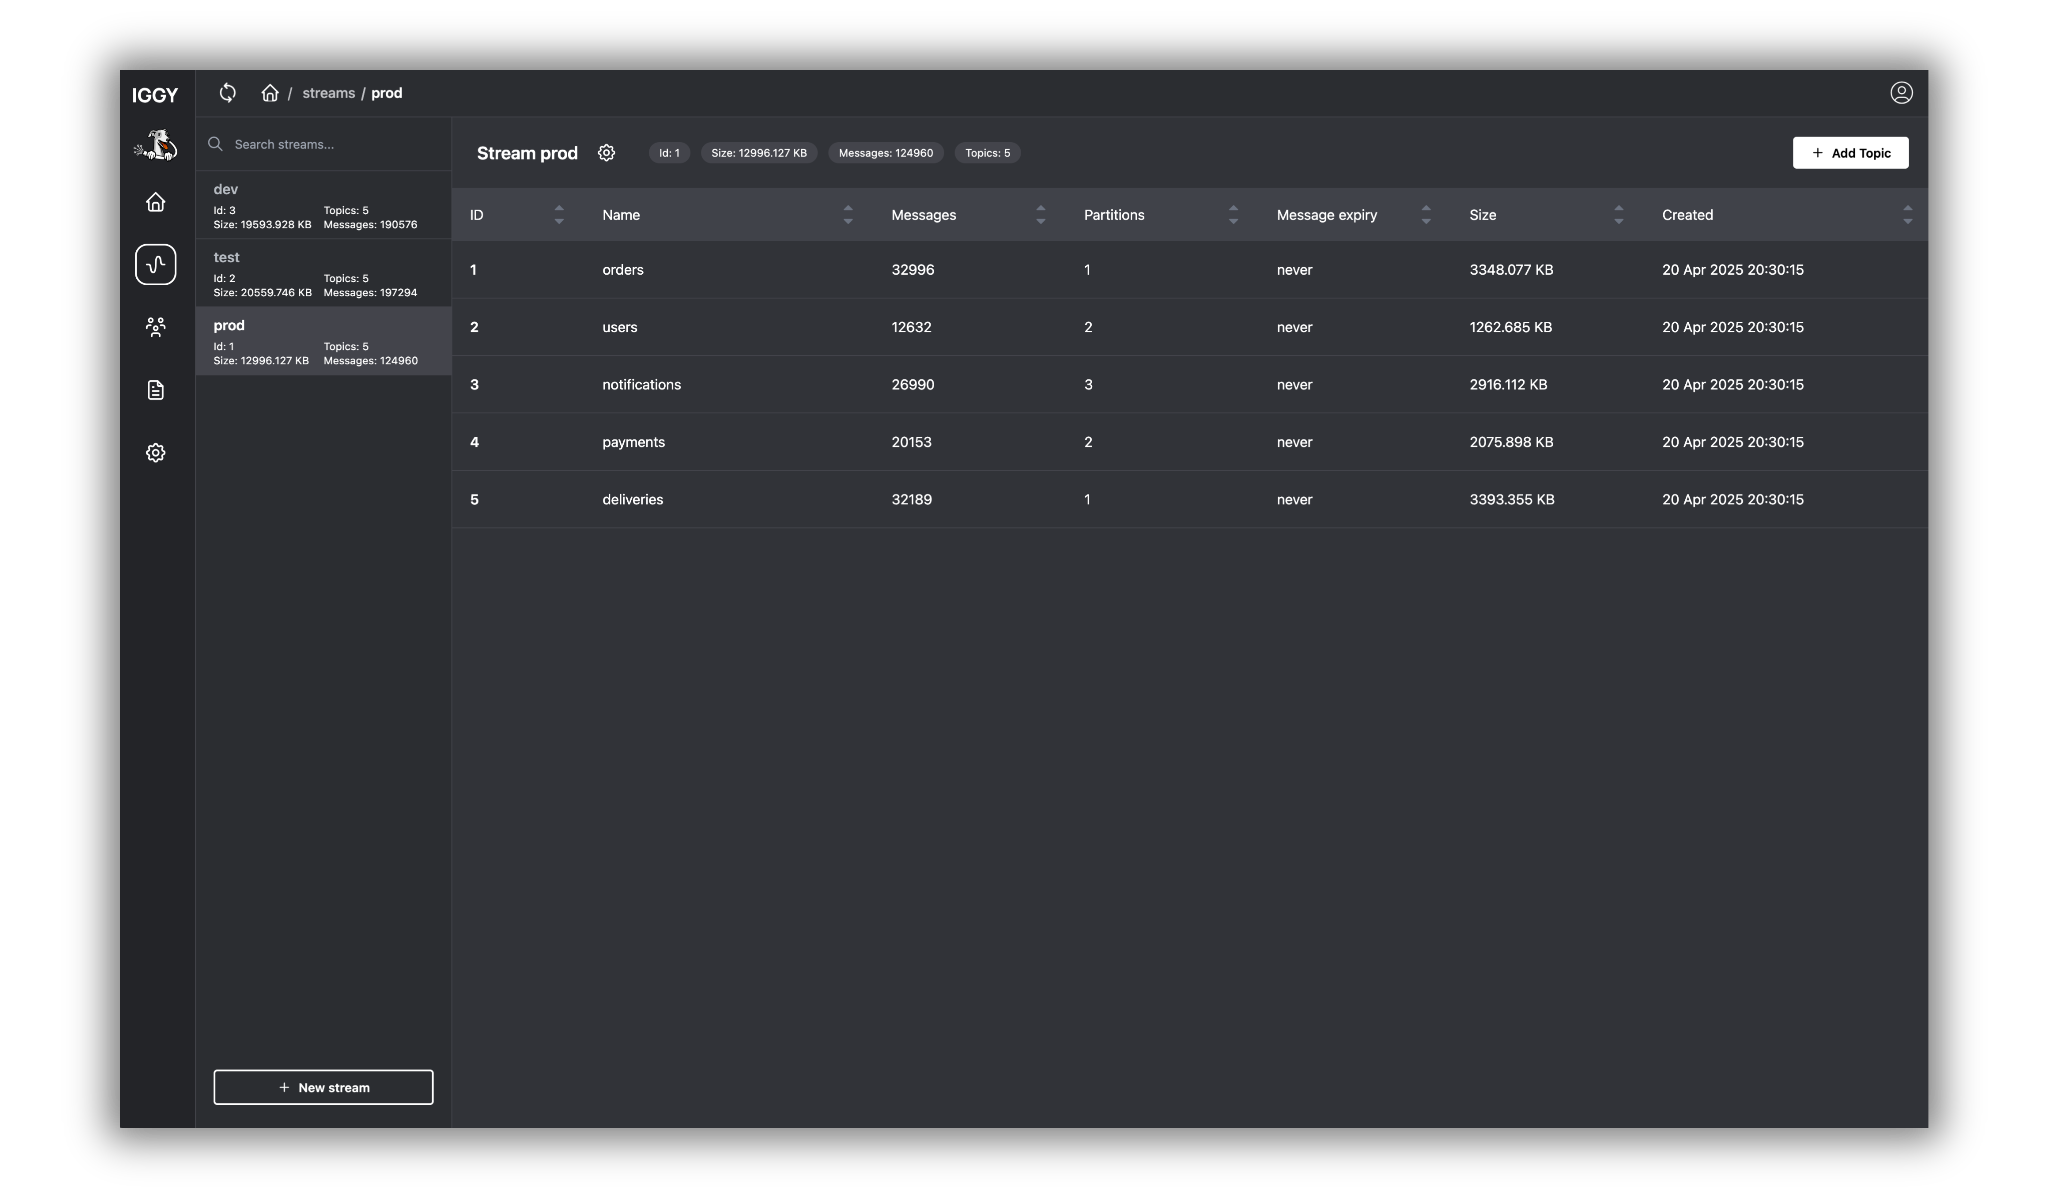 IGGY
/ streams / prod
Search streams...
dev
Id: 3 Topics: 5
Size: 19593.928 KB Messages: 190576
test
Id: 2 Topics: 5
Size: 20559.746 KB Messages: 197294
prod
Id: 1 Topics: 5
Size: 12996.127 KB Messages: 124960
+ New stream
Stream prod Id: 1 Size: 12996.127 KB Messages: 124960 Topics: 5 + Add Topic
ID Name Messages Partitions Message expiry Size Created
1 orders 32996 1 never 3348.077 KB 20 Apr 2025 20:30:15
2 users 12632 2 never 1262.685 KB 20 Apr 2025 20:30:15
3 notifications 26990 3 never 2916.112 KB 20 Apr 2025 20:30:15
4 payments 20153 2 never 2075.898 KB 20 Apr 2025 20:30:15
5 deliveries 32189 1 never 3393.355 KB 20 Apr 2025 20:30:15